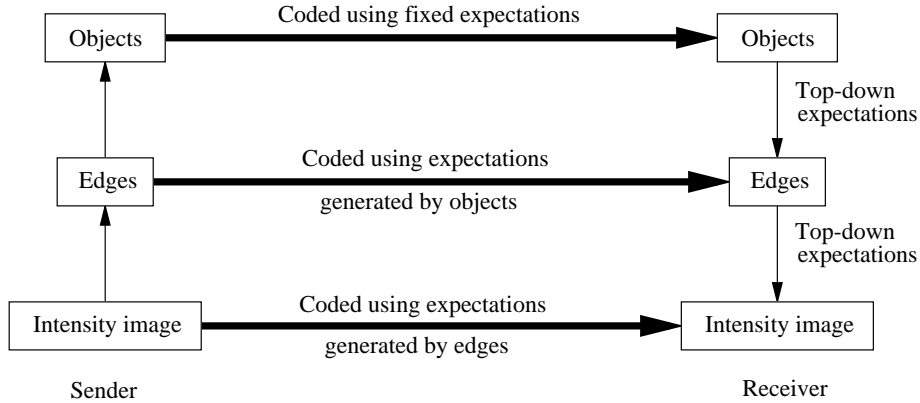 Coded using fixed expectations
Objects
Objects
Top-down
expectations
Coded using expectations
Edges
Edges
generated by objects
Top-down
expectations
Coded using expectations
Intensity image
Intensity image
generated by edges
Sender
Receiver